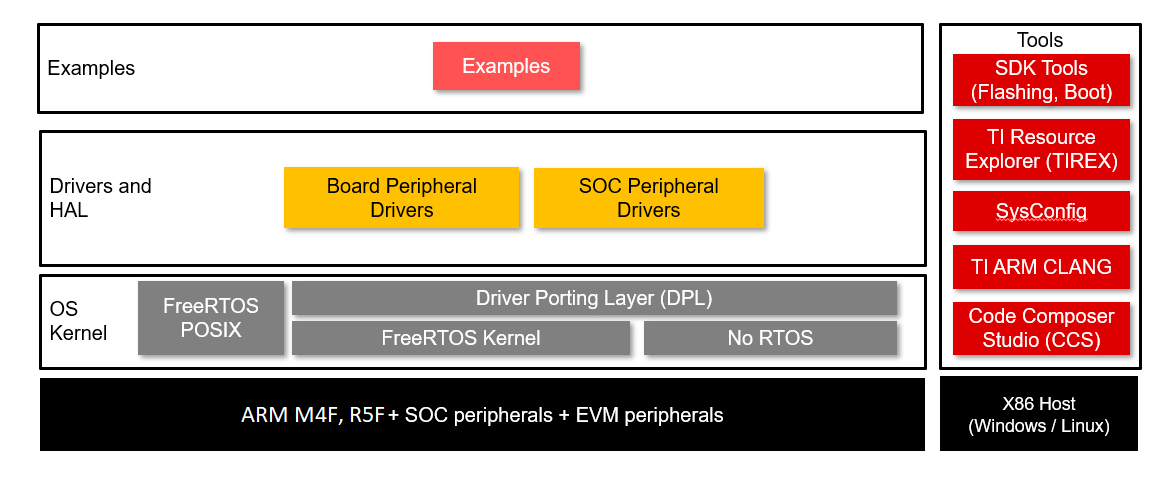 Examples
Examples
Drivers and
HAL
Board Peripheral
Drivers
SOC Peripheral
Drivers
OS
Kernel
FreeRTOS
POSIX
Driver Porting Layer (DPL)
FreeRTOS Kernel
No RTOS
ARM M4F, R5F + SOC peripherals + EVM peripherals
Tools
SDK Tools
(Flashing, Boot)
TI Resource
Explorer (TIREX)
SysConfig
TI ARM CLANG
Code Composer
Studio (CCS)
X86 Host
(Windows / Linux)